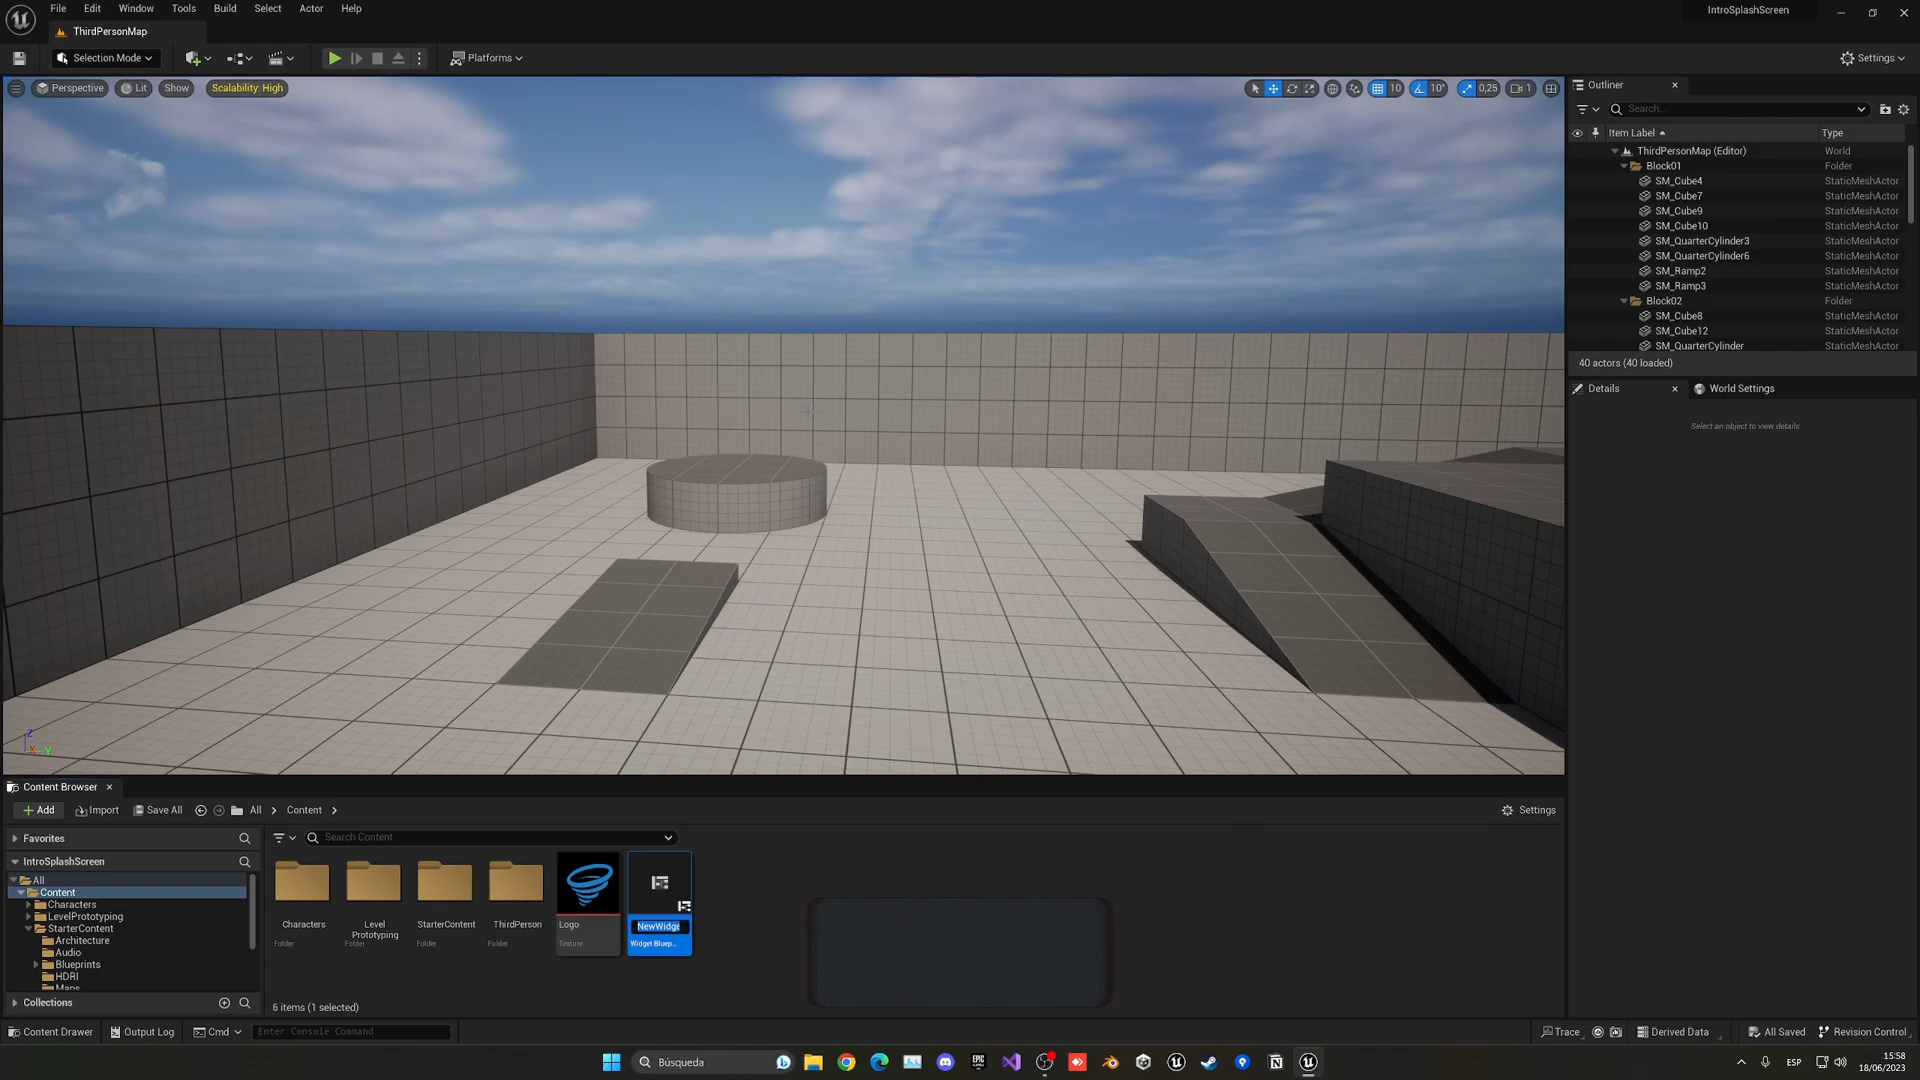 File Edit Window Tools Build Select Actor Help
IntroSplashScreen
ThirdPersonMap
Selection Mode
Platforms
Settings
Perspective Lit Show Scalability: High
10 10° 0,25 1
Outliner
Search...
Item Label Type
ThirdPersonMap (Editor) World
Block01 Folder
SM_Cube4 StaticMeshActor
SM_Cube7 StaticMeshActor
SM_Cube9 StaticMeshActor
SM_Cube10 StaticMeshActor
SM_QuarterCylinder3 StaticMeshActor
SM_QuarterCylinder6 StaticMeshActor
SM_Ramp2 StaticMeshActor
SM_Ramp3 StaticMeshActor
Block02 Folder
SM_Cube8 StaticMeshActor
SM_Cube12 StaticMeshActor
SM_QuarterCylinder StaticMeshActor
40 actors (40 loaded)
Details World Settings
Select an object to view details.
Z
X Y
Content Browser
Add Import Save All All Content Settings
Favorites
Search Content
IntroSplashScreen
All
Content
Characters
LevelPrototyping
StarterContent
Architecture
Audio
Blueprints
HDRI
Maps
Collections
Characters
Folder
Level
Prototyping
Folder
StarterContent
Folder
ThirdPerson
Folder
Logo
Texture
NewWidge
Widget Bluep...
6 items (1 selected)
Content Drawer Output Log Cmd Enter Console Command
Trace Derived Data All Saved Revision Control
Búsqueda
EPIC
GAMES
ESP
15:58
18/06/2023